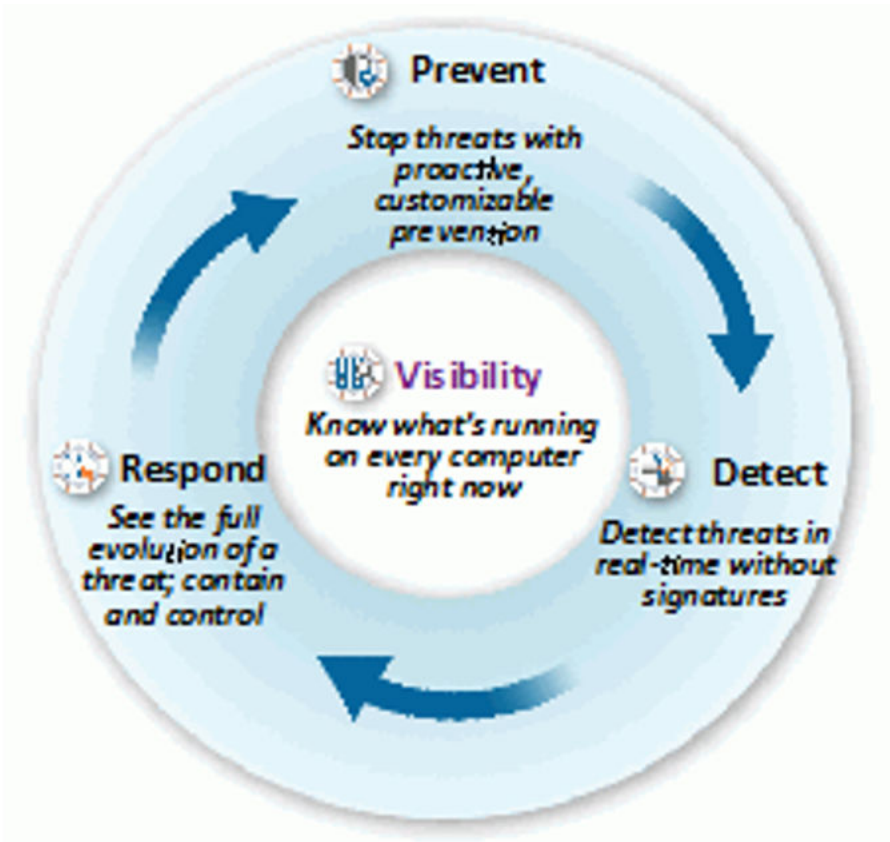 Prevent
Stop threats with
proactive,
customizable
prevention
Visibility
Know what's running
on every computer
right now
Respond
See the full
evolution of a
threat; contain
and control
Detect
Detect threats in
real-time without
signatures